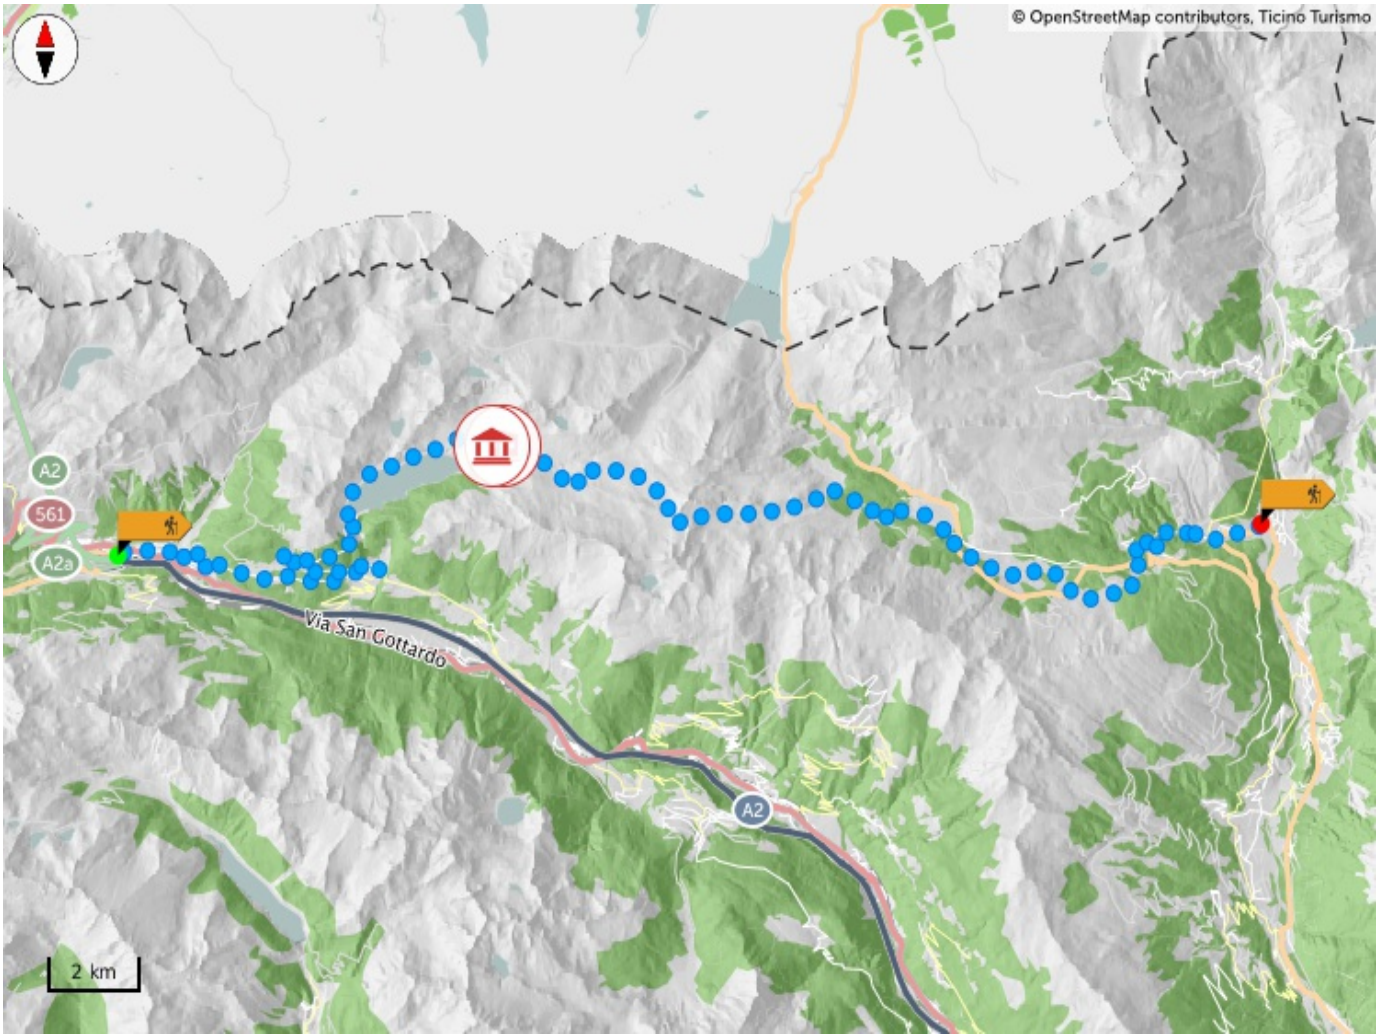 © OpenStreetMap contributors, Ticino Turismo
A2
561
A2a
Via San Gottardo
A2
2 km